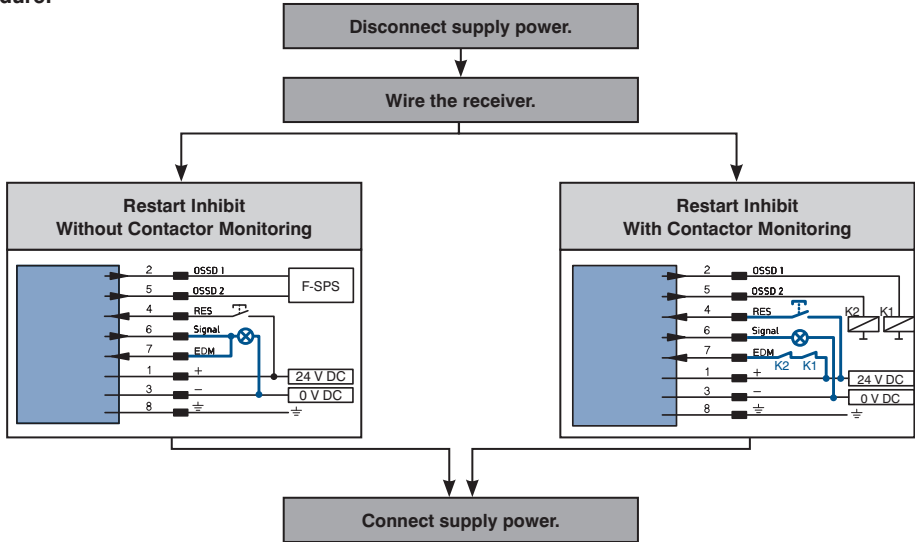 dure:
Disconnect supply power.
Wire the receiver.
Restart Inhibit
Without Contactor Monitoring
2 OSSD 1
5 OSSD 2
F-SPS
4 RES
6 Signal
7 EDM
1 +
24 V DC
3 –
0 V DC
8
Restart Inhibit
With Contactor Monitoring
2 OSSD 1
5 OSSD 2
4 RES
K2 K1
6 Signal
7 EDM
K2 K1
1 +
24 V DC
3 –
0 V DC
8
Connect supply power.